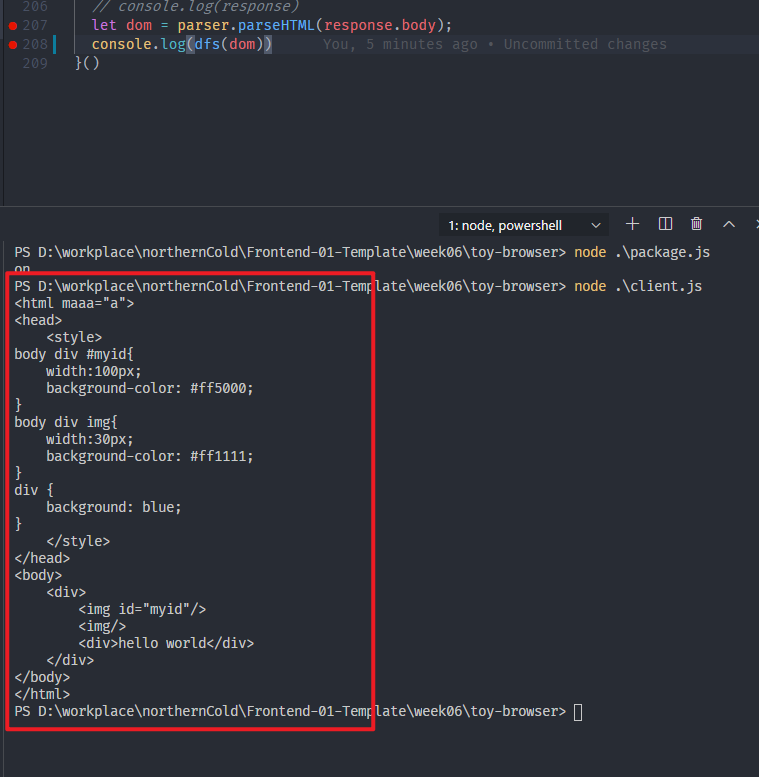 206 // console.log(response)
207 let dom = parser.parseHTML(response.body);
208 console.log(dfs(dom)) You, 5 minutes ago • Uncommitted changes
209 }()
1: node, powershell
PS D:\workplace\northernCold\Frontend-01-Template\week06\toy-browser> node .\package.js
on
PS D:\workplace\northernCold\Frontend-01-Template\week06\toy-browser> node .\client.js
<html maaa="a">
<head>
    <style>
body div #myid{
    width:100px;
    background-color: #ff5000;
}
body div img{
    width:30px;
    background-color: #ff1111;
}
div {
    background: blue;
}
    </style>
</head>
<body>
    <div>
        <img id="myid"/>
        <img/>
        <div>hello world</div>
    </div>
</body>
</html>
PS D:\workplace\northernCold\Frontend-01-Template\week06\toy-browser>